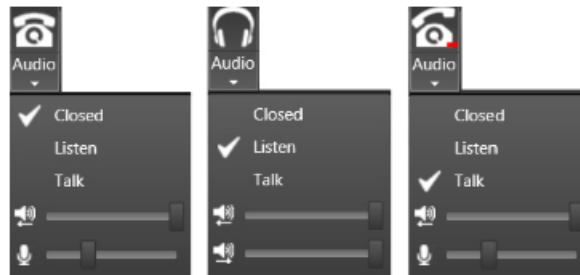 Audio
Closed
Listen
Talk
Audio
Closed
Listen
Talk
Audio
Closed
Listen
Talk